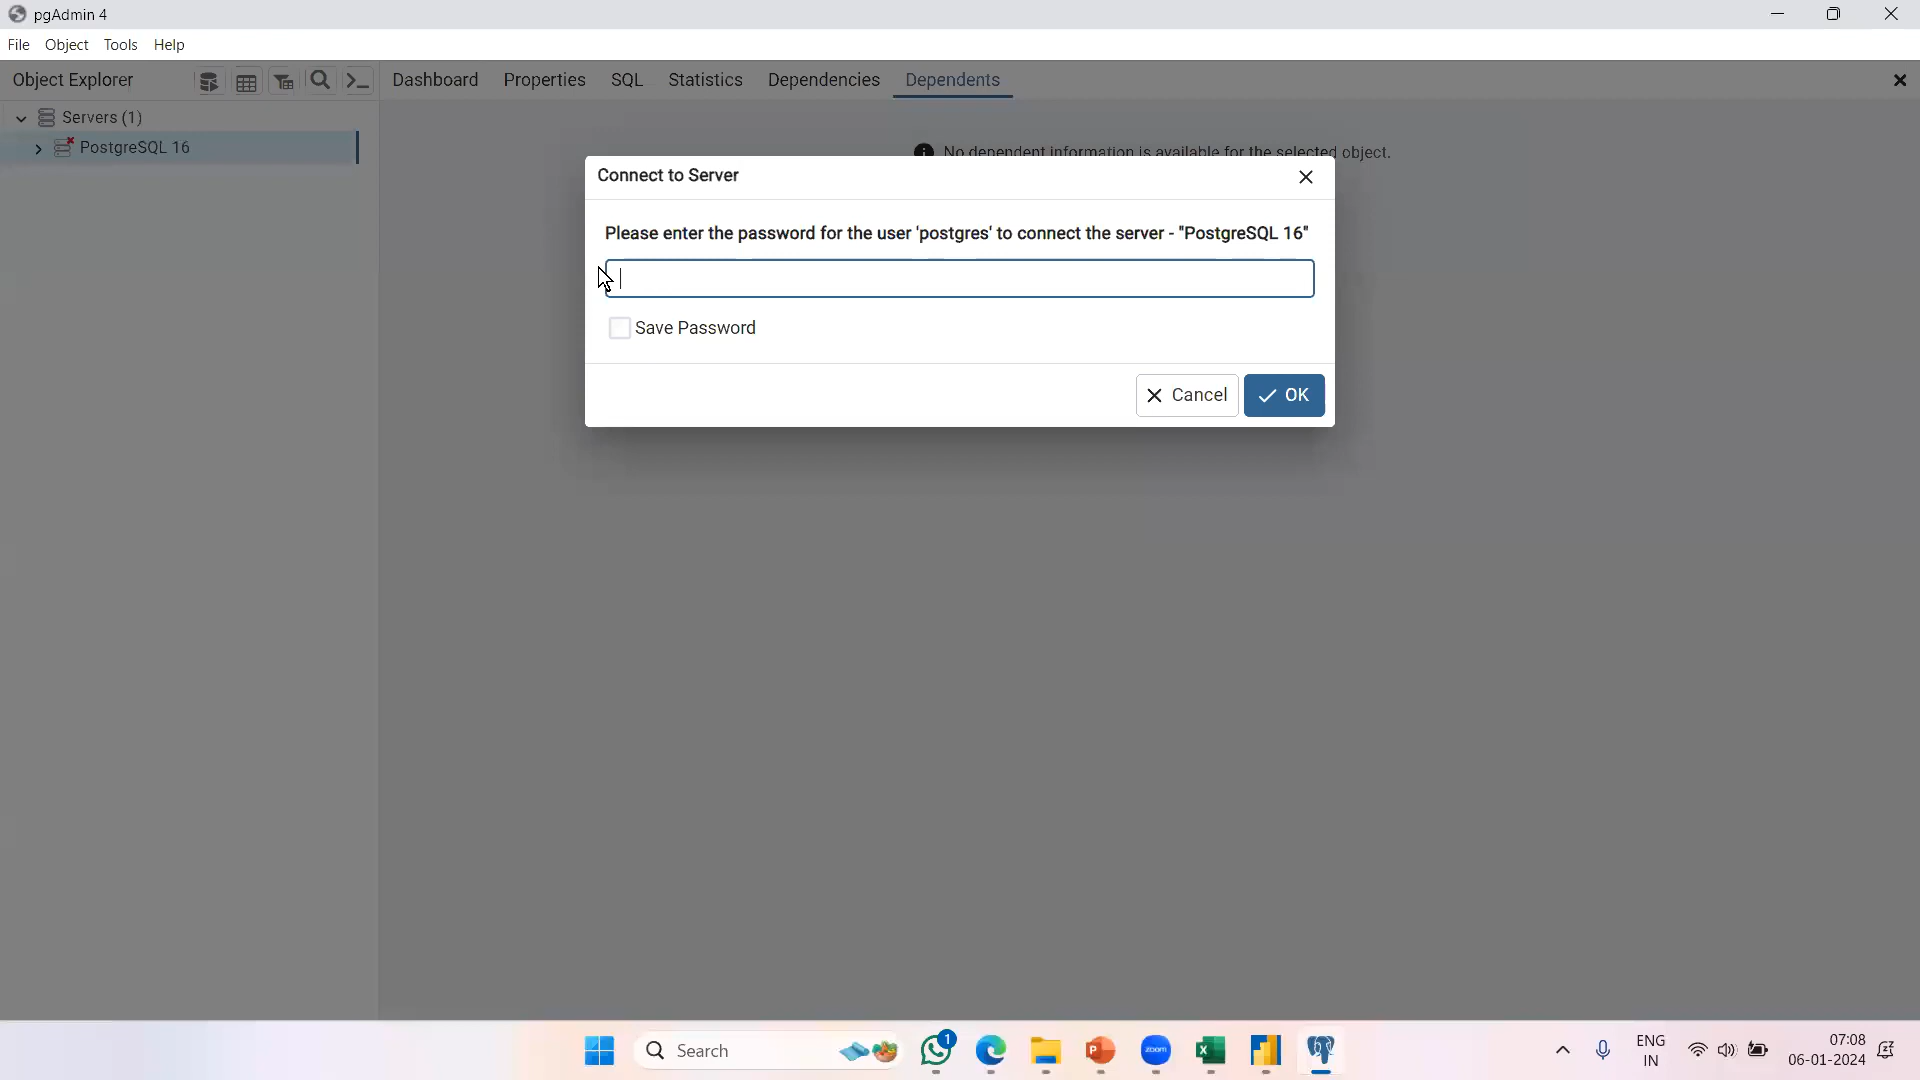 pgAdmin 4
File Object Tools Help
Object Explorer
Dashboard Properties SQL Statistics Dependencies Dependents
Servers (1)
PostgreSQL 16
No dependent information is available for the selected object.
Connect to Server
Please enter the password for the user 'postgres' to connect the server - "PostgreSQL 16"
Save Password
Cancel OK
Search
1
zoom
ENG
IN
07:08
06-01-2024